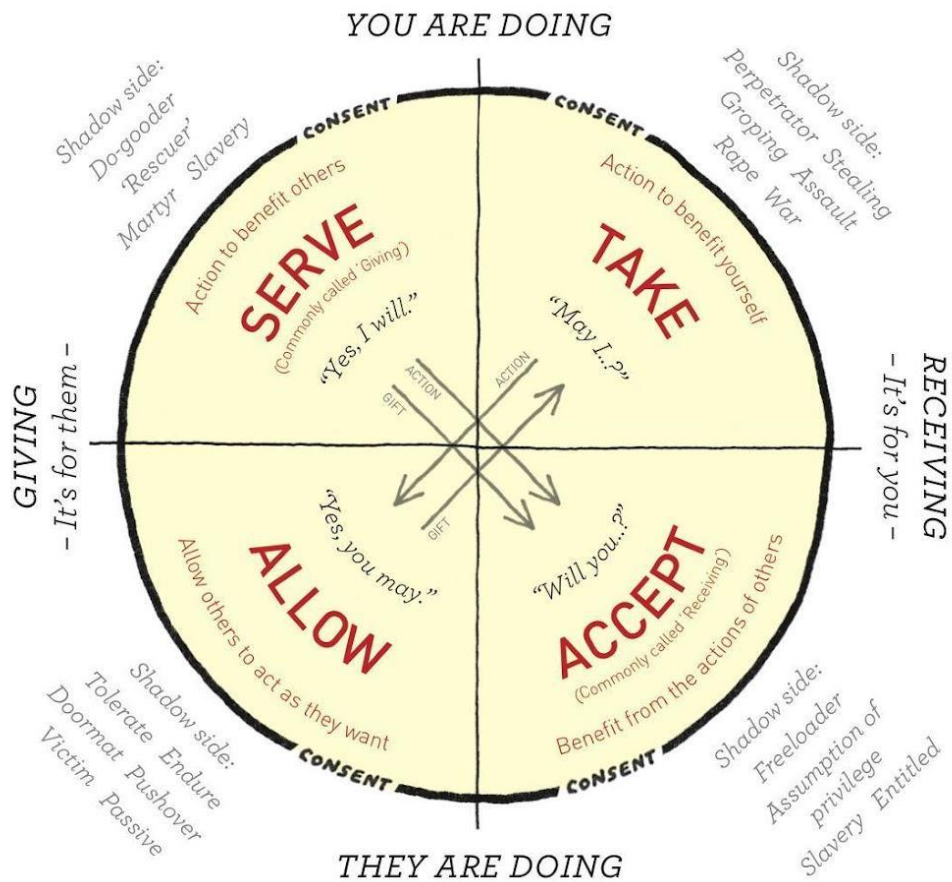 YOU ARE DOING
Shadow side:
Do-gooder
'Rescuer'
Martyr Slavery
Shadow side:
Perpetrator Stealing
Groping Assault
Rape War
CONSENT
CONSENT
Action to benefit others
SERVE
(Commonly called 'Giving')
"Yes, I will."
Action to benefit yourself
TAKE
"May I...?"
GIVING
– It's for them –
RECEIVING
– It's for you –
ACTION
GIFT
ACTION
GIFT
"Yes, you may."
ALLOW
Allow others to act as they want
"Will you...?"
ACCEPT
(Commonly called 'Receiving')
Benefit from the actions of others
CONSENT
CONSENT
Shadow side:
Tolerate Endure
Doormat Pushover
Victim Passive
Shadow side:
Freeloader
Assumption of
privilege
Slavery Entitled
THEY ARE DOING